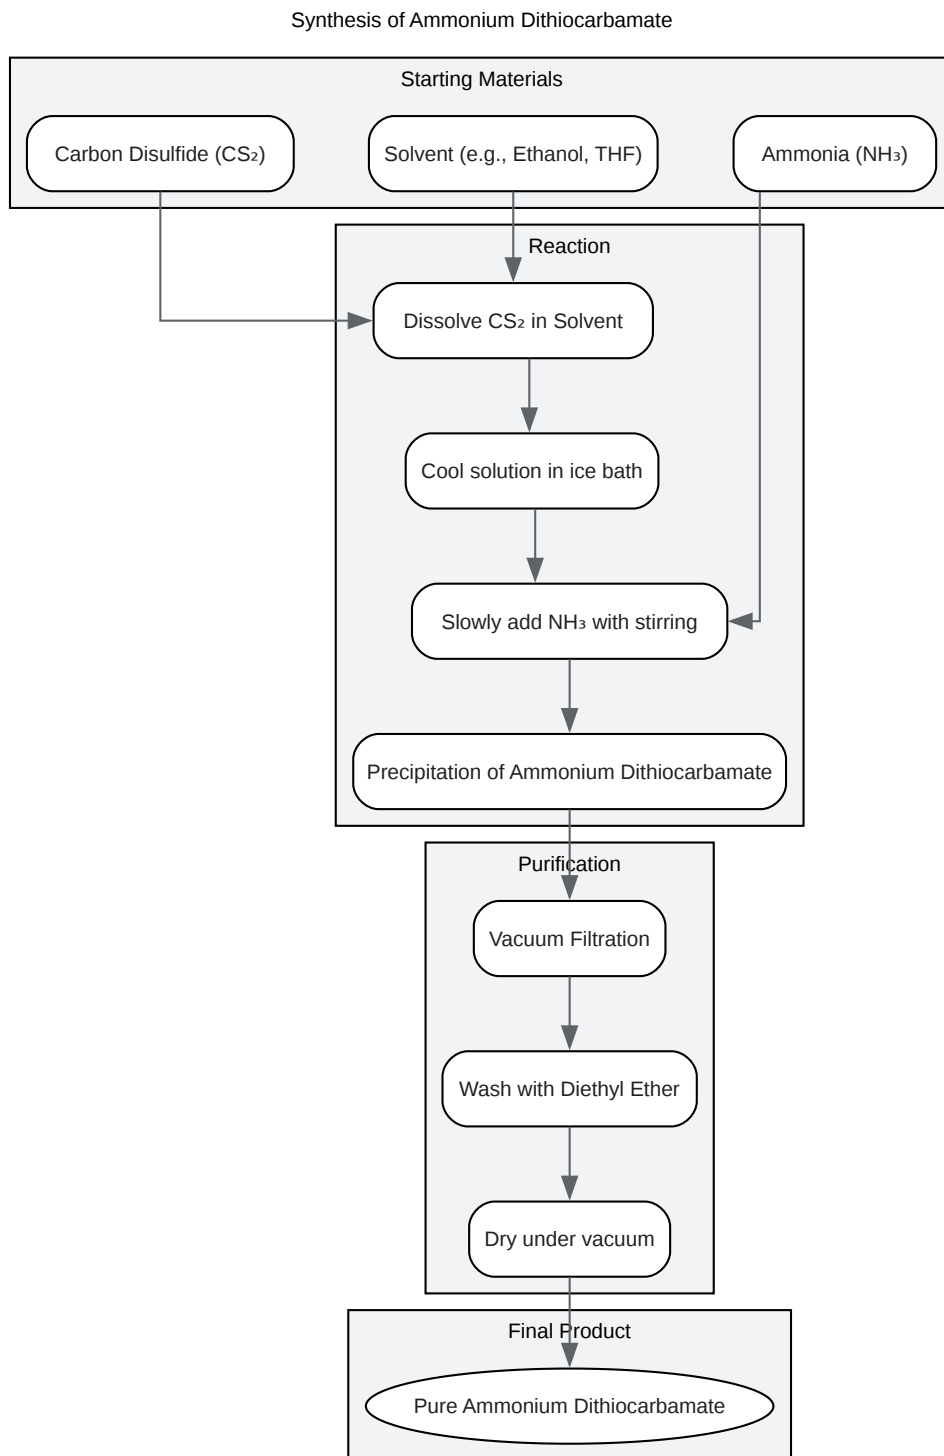 Synthesis of Ammonium Dithiocarbamate
Starting Materials
Carbon Disulfide (CS₂)
Solvent (e.g., Ethanol, THF)
Ammonia (NH₃)
Reaction
Dissolve CS₂ in Solvent
Cool solution in ice bath
Slowly add NH₃ with stirring
Precipitation of Ammonium Dithiocarbamate
Purification
Vacuum Filtration
Wash with Diethyl Ether
Dry under vacuum
Final Product
Pure Ammonium Dithiocarbamate